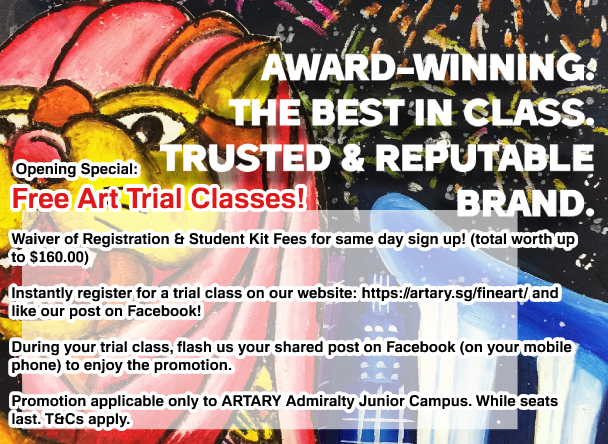 AWARD–WINNING:
THE BEST IN CLASS.
TRUSTED & REPUTABLE
BRAND.
Opening Special:
Free Art Trial Classes!
Waiver of Registration & Student Kit Fees for same day sign up! (total worth up
to $160.00)
Instantly register for a trial class on our website: https://artary.sg/fineart/ and
like our post on Facebook!
During your trial class, flash us your shared post on Facebook (on your mobile
phone) to enjoy the promotion.
Promotion applicable only to ARTARY Admiralty Junior Campus. While seats
last. T&Cs apply.